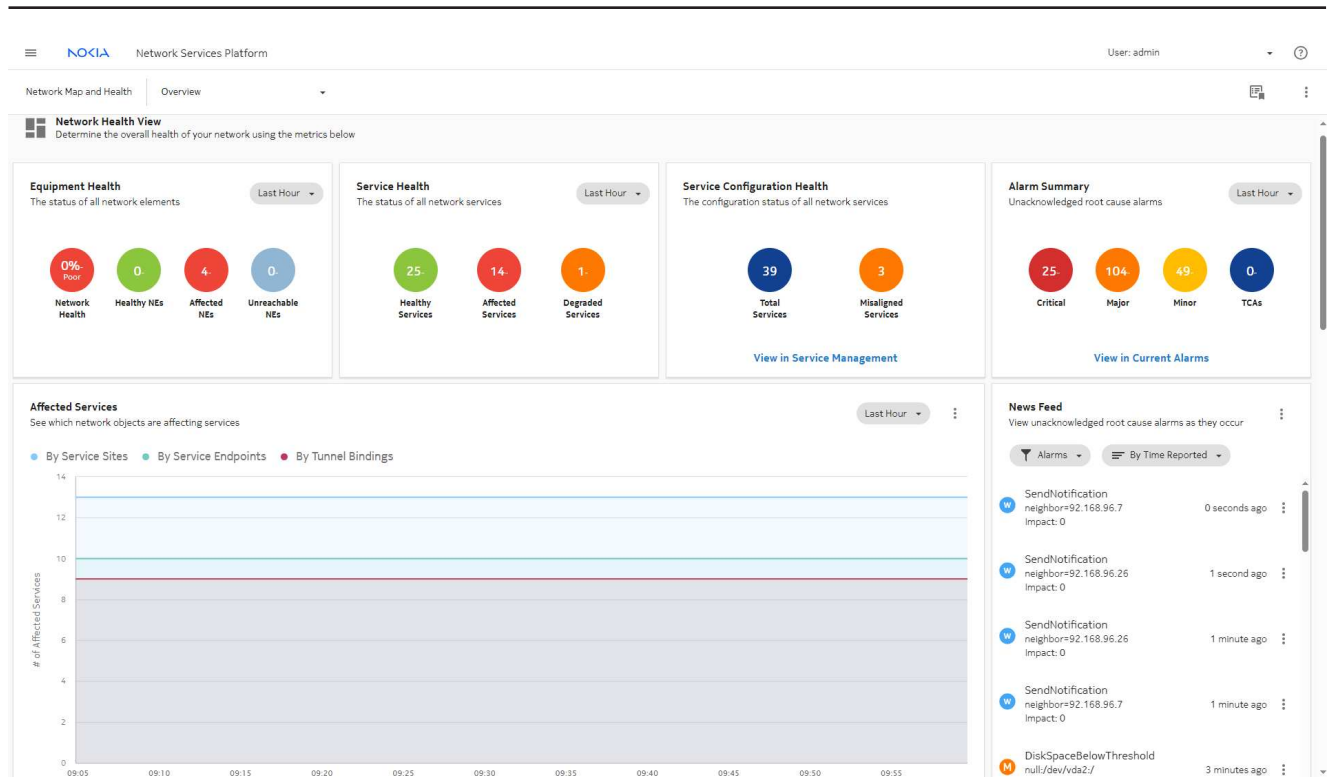 NOKIA Network Services Platform User: admin
Network Map and Health Overview
Network Health View
Determine the overall health of your network using the metrics below
Equipment Health
The status of all network elements
Last Hour
0%-
Poor
Network
Health
0-
Healthy NEs
4-
Affected
NEs
0-
Unreachable
NEs
Service Health
The status of all network services
Last Hour
25-
Healthy
Services
14-
Affected
Services
1-
Degraded
Services
Service Configuration Health
The configuration status of all network services
39
Total
Services
3
Misaligned
Services
View in Service Management
Alarm Summary
Unacknowledged root cause alarms
Last Hour
25-
Critical
104-
Major
49-
Minor
0-
TCAs
View in Current Alarms
Affected Services
See which network objects are affecting services
Last Hour
By Service Sites By Service Endpoints By Tunnel Bindings
# of Affected Services
14
12
10
8
6
4
2
0
09:05 09:10 09:15 09:20 09:25 09:30 09:35 09:40 09:45 09:50 09:55
News Feed
View unacknowledged root cause alarms as they occur
Alarms By Time Reported
W
SendNotification
neighbor=92.168.96.7 0 seconds ago
Impact: 0
W
SendNotification
neighbor=92.168.96.26 1 second ago
Impact: 0
W
SendNotification
neighbor=92.168.96.26 1 minute ago
Impact: 0
W
SendNotification
neighbor=92.168.96.7 1 minute ago
Impact: 0
M
DiskSpaceBelowThreshold
null:/dev/vda2:/ 3 minutes ago